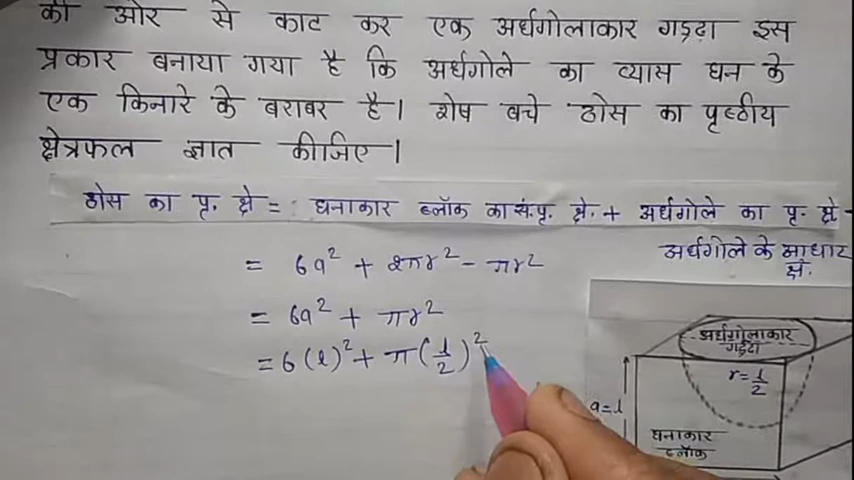 की ओर से काट कर एक अर्धगोलाकार गड्ढा इस
प्रकार बनाया गया है कि अर्धगोले का व्यास घन के
एक किनारे के बराबर है। शेष बचे ठोस का पृष्ठीय
क्षेत्रफल ज्ञात कीजिए।
ठोस का पृ. क्षे = घनाकार ब्लॉक का सं.पृ. क्षे. + अर्धगोले का पृ. क्षे -
अर्धगोले के आधार
क्षे.
= 6a² + 2πr² - πr²
= 6a² + πr²
= 6(l)² + π(l/2)²
अर्धगोलाकार
गड्ढा
r = l/2
a = l
घनाकार
ब्लॉक